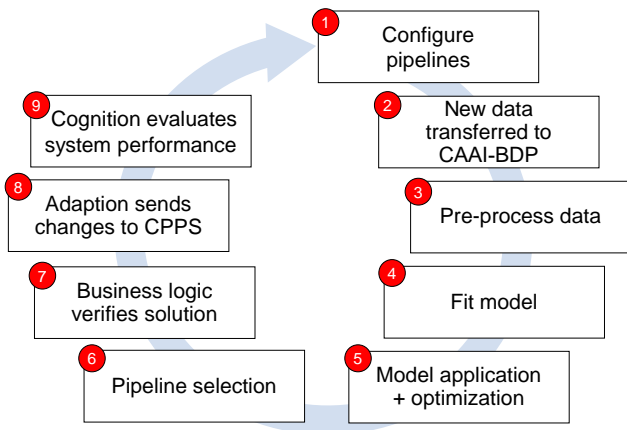 1
Configure
pipelines
2
New data
transferred to
CAAI-BDP
3
Pre-process data
4
Fit model
5
Model application
+ optimization
6
Pipeline selection
7
Business logic
verifies solution
8
Adaption sends
changes to CPPS
9
Cognition evaluates
system performance